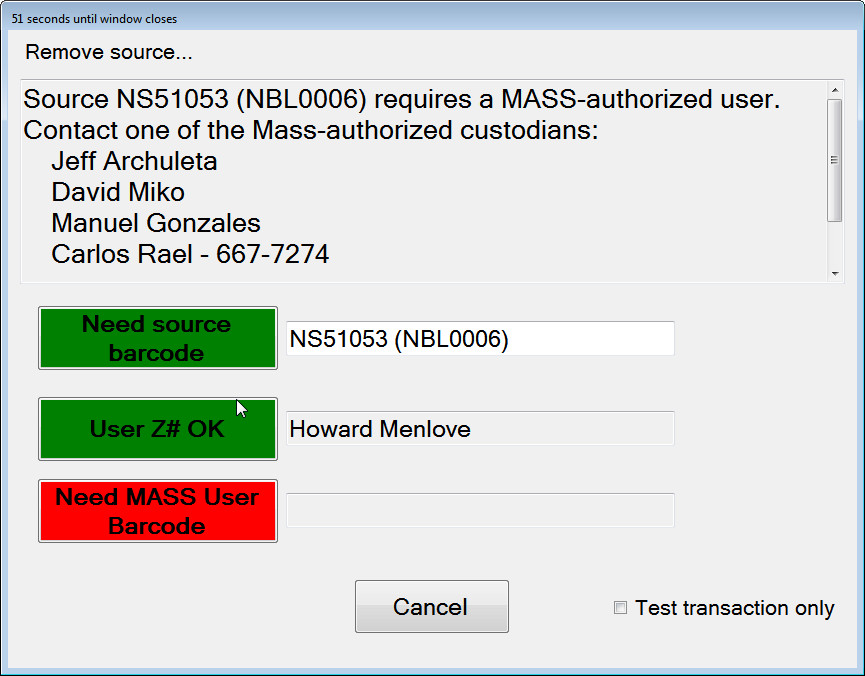 51 seconds until window closes
Remove source...
Source NS51053 (NBL0006) requires a MASS-authorized user.
Contact one of the Mass-authorized custodians:
Jeff Archuleta
David Miko
Manuel Gonzales
Carlos Rael - 667-7274
Need source
barcode
NS51053 (NBL0006)
User Z# OK
Howard Menlove
Need MASS User
Barcode
Cancel
Test transaction only